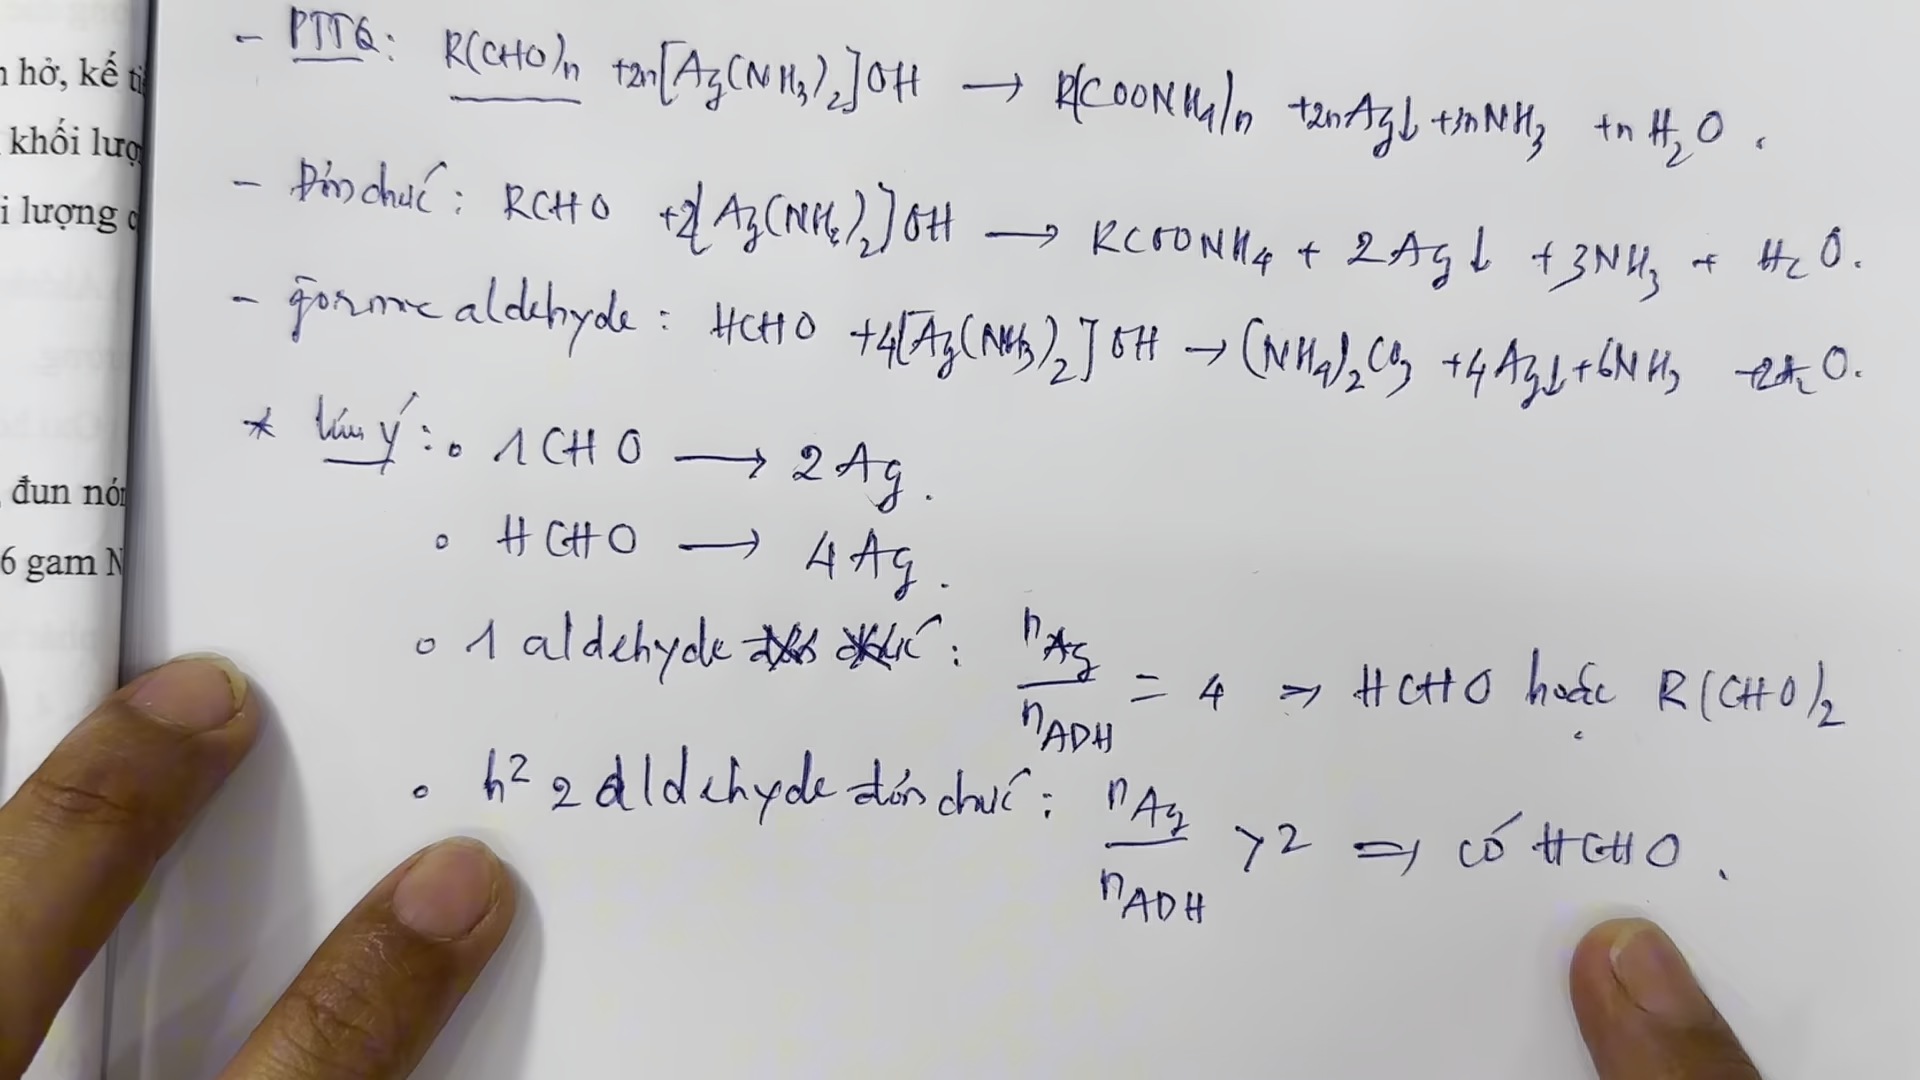 n hở, kế ti
khối lượ
i lượng c
đun nón
6 gam N
- PTTQ: R(CHO)n +2n[Ag(NH3)2]OH → R(COONH4)n +2nAg↓ +3nNH3 +n H2O.
- Đơn chức: RCHO +2[Ag(NH3)2]OH → RCOONH4 + 2Ag↓ + 3NH3 + H2O.
- formic aldehyde: HCHO +4[Ag(NH3)2]OH → (NH4)2CO3 +4Ag↓ +6NH3 +2H2O.
* Lưu ý: ∘ 1CHO → 2Ag.
∘ HCHO → 4Ag.
∘ 1 aldehyde : nAg/nADH = 4 ⇒ HCHO hoặc R(CHO)2
∘ h² 2 aldehyde đơn chức: nAg/nADH > 2 ⇒ có HCHO.